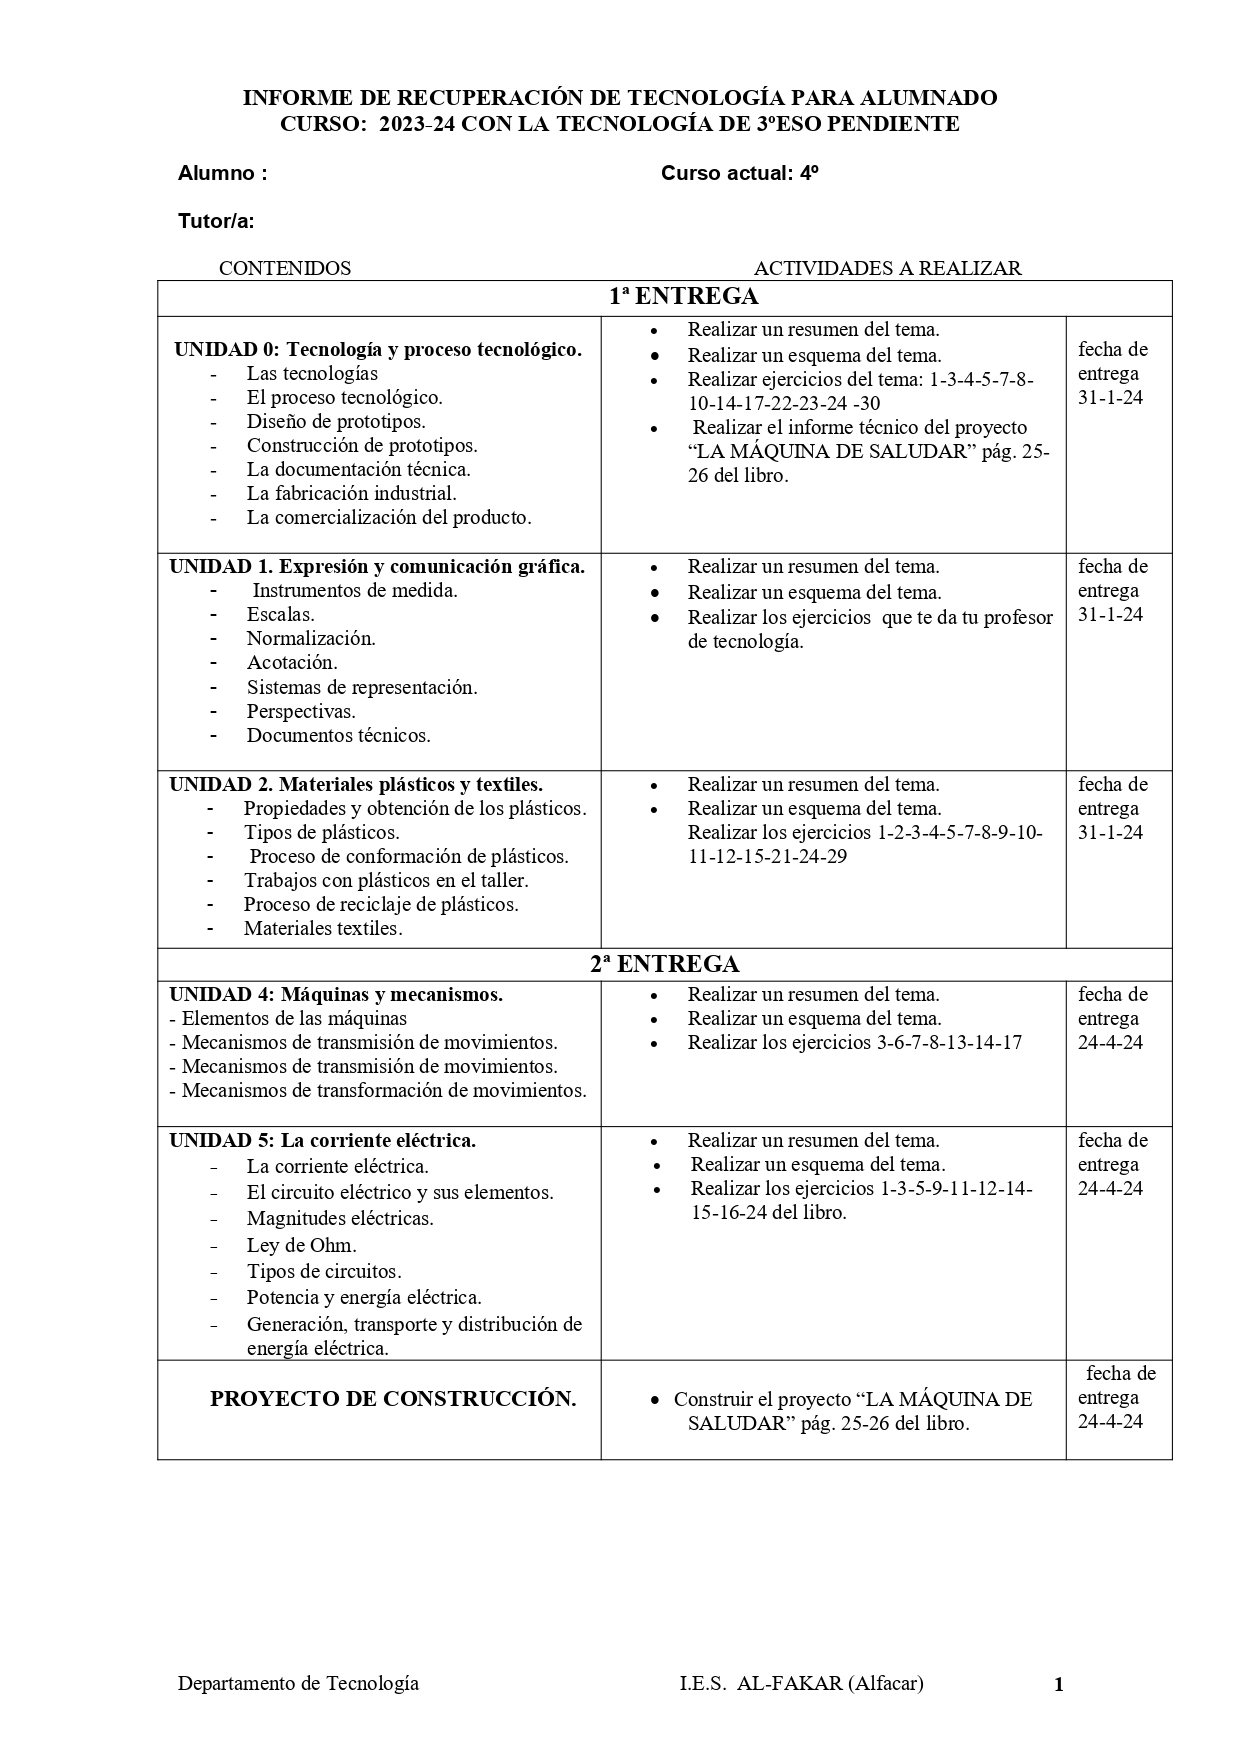 INFORME DE RECUPERACIÓN DE TECNOLOGÍA PARA ALUMNADO
CURSO: 2023-24 CON LA TECNOLOGÍA DE 3ºESO PENDIENTE
Alumno : Curso actual: 4º
Tutor/a:
CONTENIDOS ACTIVIDADES A REALIZAR
1ª ENTREGA
UNIDAD 0: Tecnología y proceso tecnológico.
- Las tecnologías
- El proceso tecnológico.
- Diseño de prototipos.
- Construcción de prototipos.
- La documentación técnica.
- La fabricación industrial.
- La comercialización del producto.
• Realizar un resumen del tema.
• Realizar un esquema del tema.
• Realizar ejercicios del tema: 1-3-4-5-7-8-
10-14-17-22-23-24 -30
• Realizar el informe técnico del proyecto
“LA MÁQUINA DE SALUDAR” pág. 25-
26 del libro.
fecha de
entrega
31-1-24
UNIDAD 1. Expresión y comunicación gráfica.
- Instrumentos de medida.
- Escalas.
- Normalización.
- Acotación.
- Sistemas de representación.
- Perspectivas.
- Documentos técnicos.
• Realizar un resumen del tema.
• Realizar un esquema del tema.
• Realizar los ejercicios que te da tu profesor
de tecnología.
fecha de
entrega
31-1-24
UNIDAD 2. Materiales plásticos y textiles.
- Propiedades y obtención de los plásticos.
- Tipos de plásticos.
- Proceso de conformación de plásticos.
- Trabajos con plásticos en el taller.
- Proceso de reciclaje de plásticos.
- Materiales textiles.
• Realizar un resumen del tema.
• Realizar un esquema del tema.
Realizar los ejercicios 1-2-3-4-5-7-8-9-10-
11-12-15-21-24-29
fecha de
entrega
31-1-24
2ª ENTREGA
UNIDAD 4: Máquinas y mecanismos.
- Elementos de las máquinas
- Mecanismos de transmisión de movimientos.
- Mecanismos de transmisión de movimientos.
- Mecanismos de transformación de movimientos.
• Realizar un resumen del tema.
• Realizar un esquema del tema.
• Realizar los ejercicios 3-6-7-8-13-14-17
fecha de
entrega
24-4-24
UNIDAD 5: La corriente eléctrica.
- La corriente eléctrica.
- El circuito eléctrico y sus elementos.
- Magnitudes eléctricas.
- Ley de Ohm.
- Tipos de circuitos.
- Potencia y energía eléctrica.
- Generación, transporte y distribución de
energía eléctrica.
• Realizar un resumen del tema.
• Realizar un esquema del tema.
• Realizar los ejercicios 1-3-5-9-11-12-14-
15-16-24 del libro.
fecha de
entrega
24-4-24
PROYECTO DE CONSTRUCCIÓN.
• Construir el proyecto “LA MÁQUINA DE
SALUDAR” pág. 25-26 del libro.
fecha de
entrega
24-4-24
Departamento de Tecnología I.E.S. AL-FAKAR (Alfacar) 1